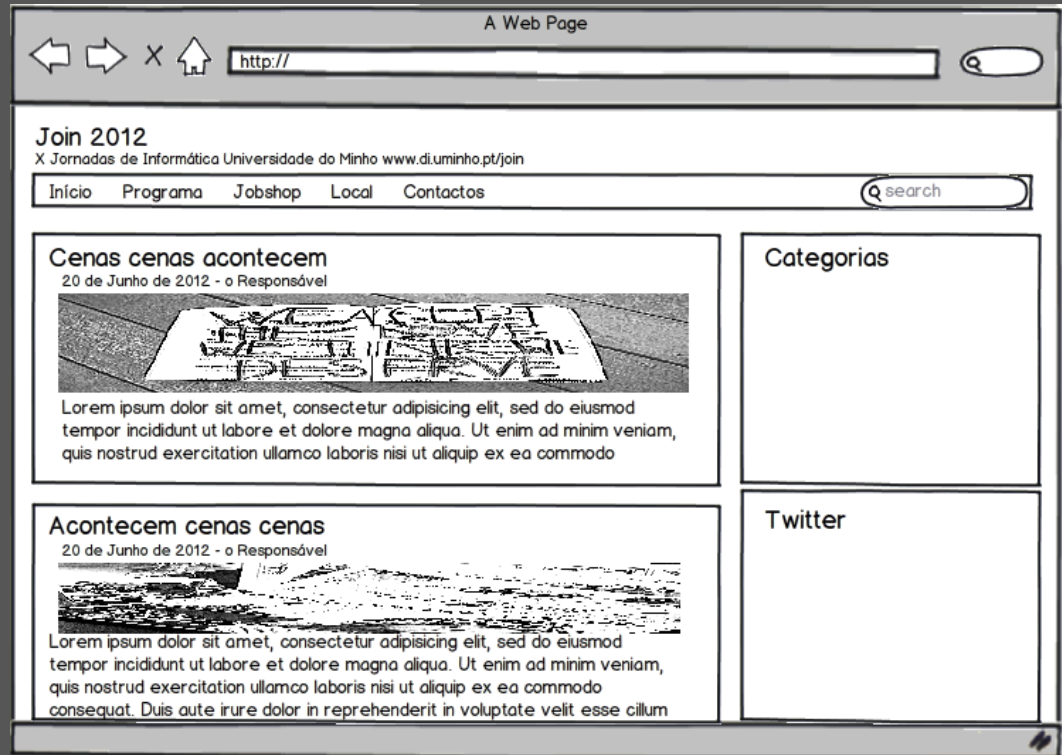 A Web Page
http://
Join 2012
X Jornadas de Informática Universidade do Minho www.di.uminho.pt/join
Início Programa Jobshop Local Contactos search
Cenas cenas acontecem
20 de Junho de 2012 - o Responsável
Lorem ipsum dolor sit amet, consectetur adipisicing elit, sed do eiusmod
tempor incididunt ut labore et dolore magna aliqua. Ut enim ad minim veniam,
quis nostrud exercitation ullamco laboris nisi ut aliquip ex ea commodo
Categorias
Acontecem cenas cenas
20 de Junho de 2012 - o Responsável
Lorem ipsum dolor sit amet, consectetur adipisicing elit, sed do eiusmod
tempor incididunt ut labore et dolore magna aliqua. Ut enim ad minim veniam,
quis nostrud exercitation ullamco laboris nisi ut aliquip ex ea commodo
consequat. Duis aute irure dolor in reprehenderit in voluptate velit esse cillum
Twitter